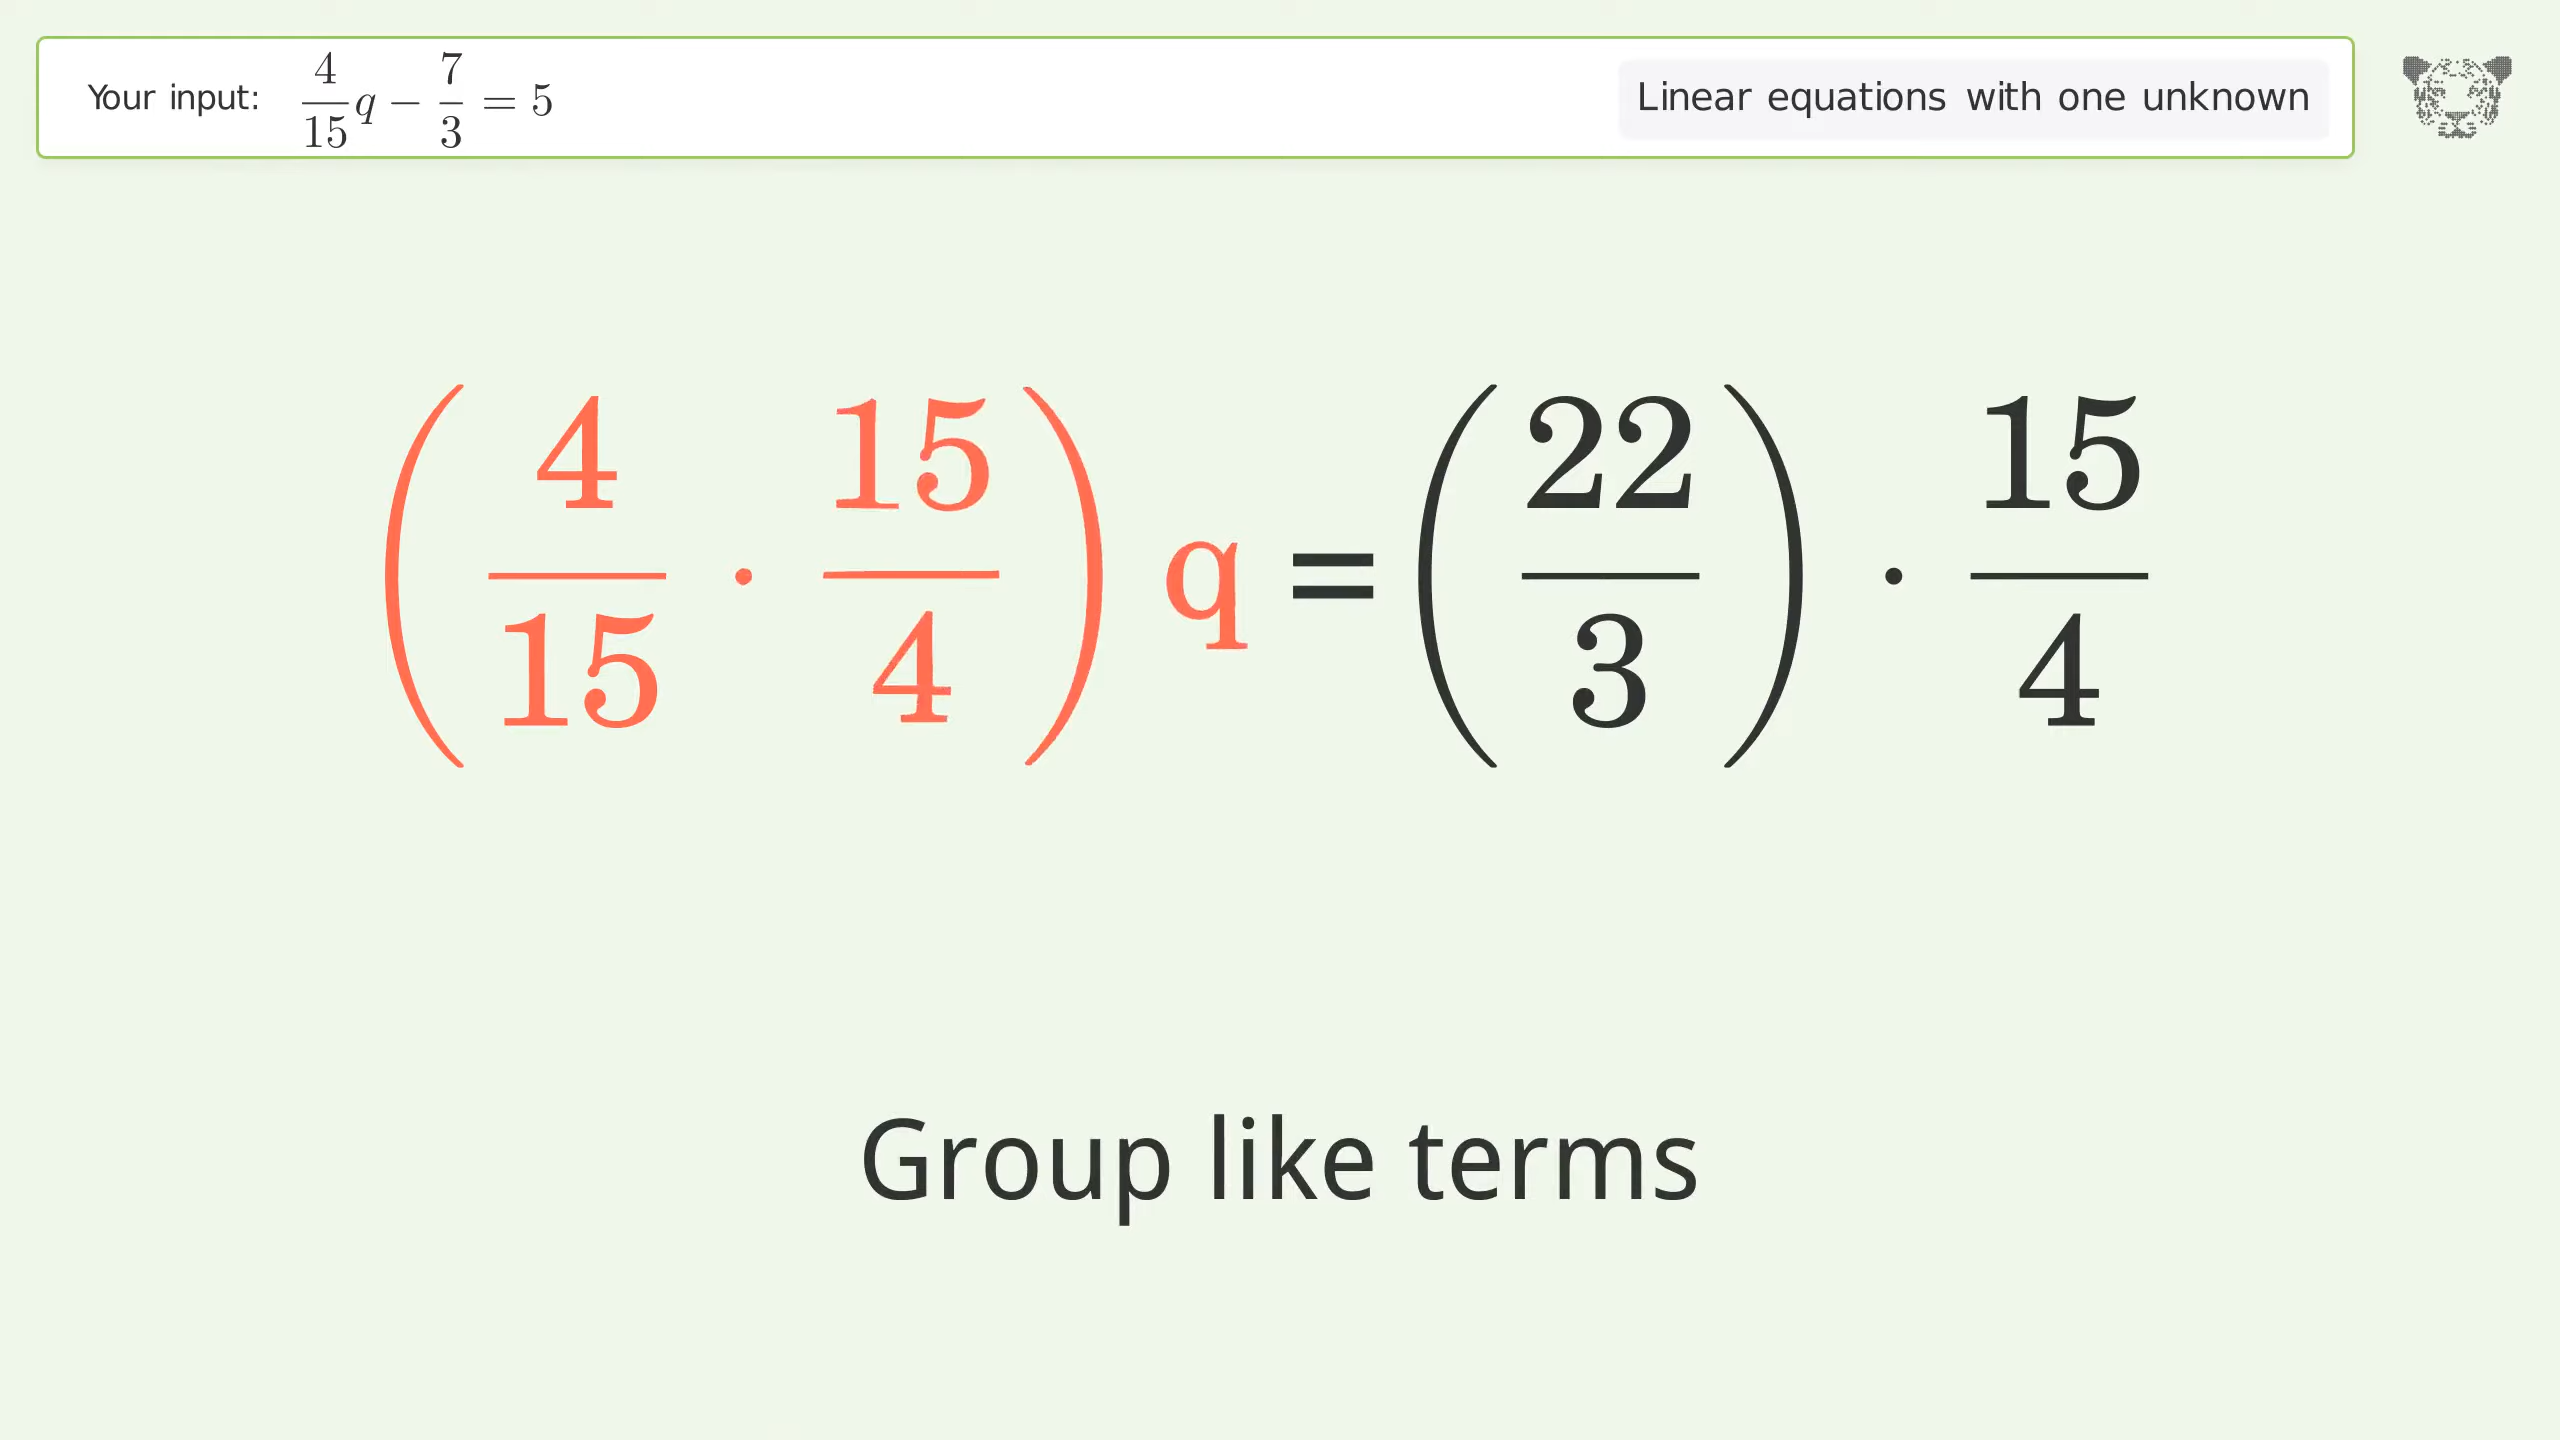 Your input: 4/15 q − 7/3 = 5
Linear equations with one unknown
(4/15 · 15/4) q = (22/3) · 15/4
Group like terms